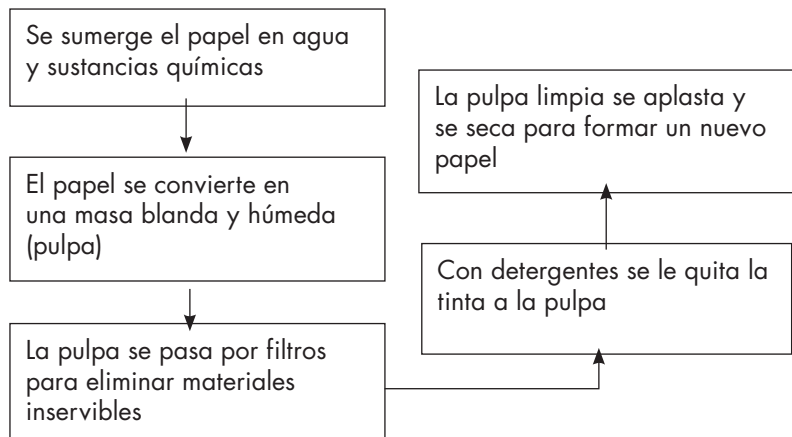 Se sumerge el papel en agua
y sustancias químicas
El papel se convierte en
una masa blanda y húmeda
(pulpa)
La pulpa se pasa por filtros
para eliminar materiales
inservibles
Con detergentes se le quita la
tinta a la pulpa
La pulpa limpia se aplasta y
se seca para formar un nuevo
papel